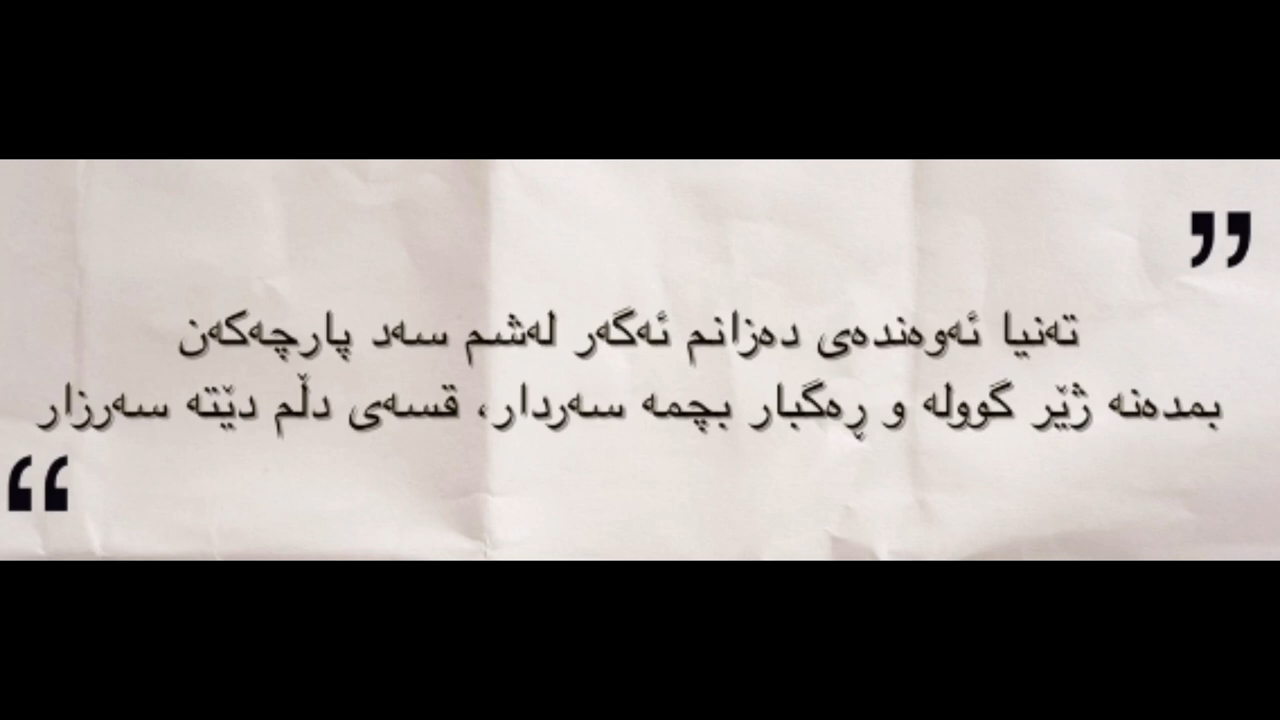 ”
تەنیا ئەوەندەی دەزانم ئەگەر لەشم سەد پارچەکەن
بمدەنە ژێر گوولە و ڕەگبار بچمە سەردار، قسەی دڵم دێتە سەرزار
“